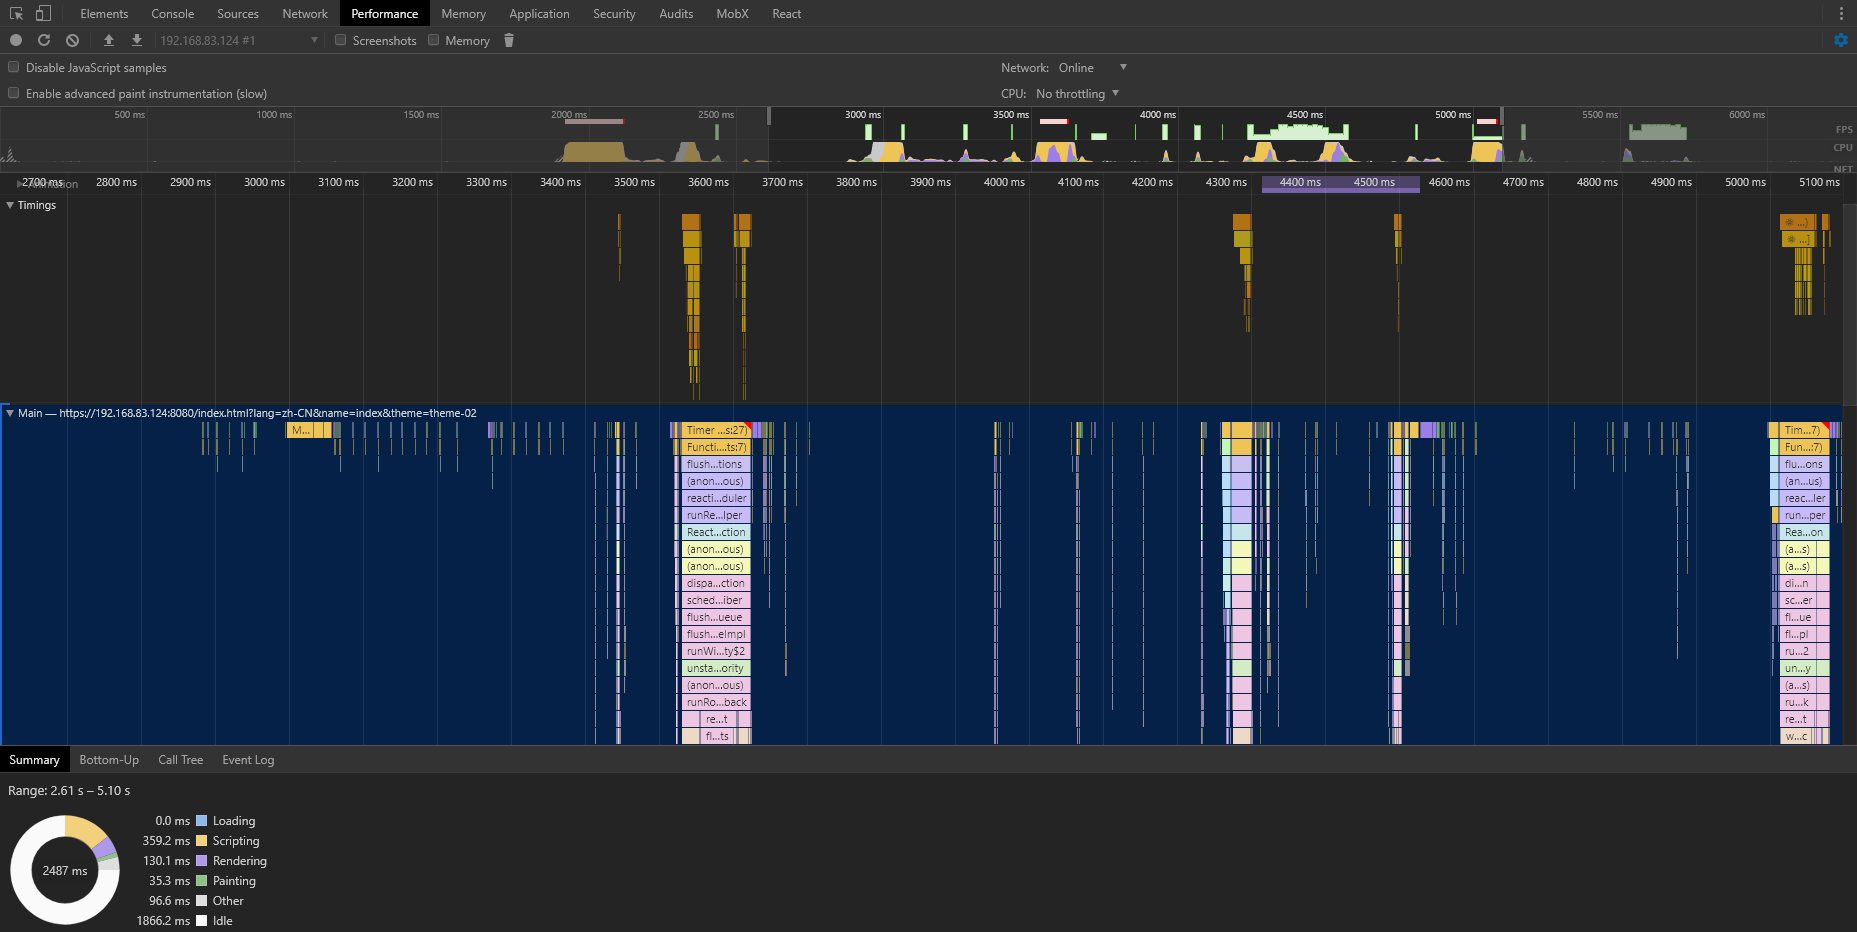 Elements Console Sources Network Performance Memory Application Security Audits MobX React
192.168.83.124 #1 Screenshots Memory
Disable JavaScript samples Network: Online
Enable advanced paint instrumentation (slow) CPU: No throttling
500 ms 1000 ms 1500 ms 2000 ms 2500 ms 3000 ms 3500 ms 4000 ms 4500 ms 5000 ms 5500 ms 6000 ms
FPS
CPU
NET
2700 ms 2800 ms 2900 ms 3000 ms 3100 ms 3200 ms 3300 ms 3400 ms 3500 ms 3600 ms 3700 ms 3800 ms 3900 ms 4000 ms 4100 ms 4200 ms 4300 ms 4400 ms 4500 ms 4600 ms 4700 ms 4800 ms 4900 ms 5000 ms 5100 ms
Animation
Timings
...)
...]
Main — https://192.168.83.124:8080/index.html?lang=zh-CN&name=index&theme=theme-02
M... Timer ...s:27) Tim...7)
Functi...ts:7) Fun...:7)
flush...tions flu...ons
(anon...ous) (an...us)
reacti...duler reac...ler
runRe...lper run...per
React...ction Rea...on
(anon...ous) (a...s)
(anon...ous) (a...s)
dispa...ction di...n
sched...iber sc...er
flush...ueue fl...ue
flush...eImpl fl...pl
runWi...ty$2 ru...2
unsta...ority un...y
(anon...ous) (a...s)
runRo...back ru...k
re...t re...t
fl...ts w...c
Summary Bottom-Up Call Tree Event Log
Range: 2.61 s – 5.10 s
2487 ms
0.0 ms Loading
359.2 ms Scripting
130.1 ms Rendering
35.3 ms Painting
96.6 ms Other
1866.2 ms Idle